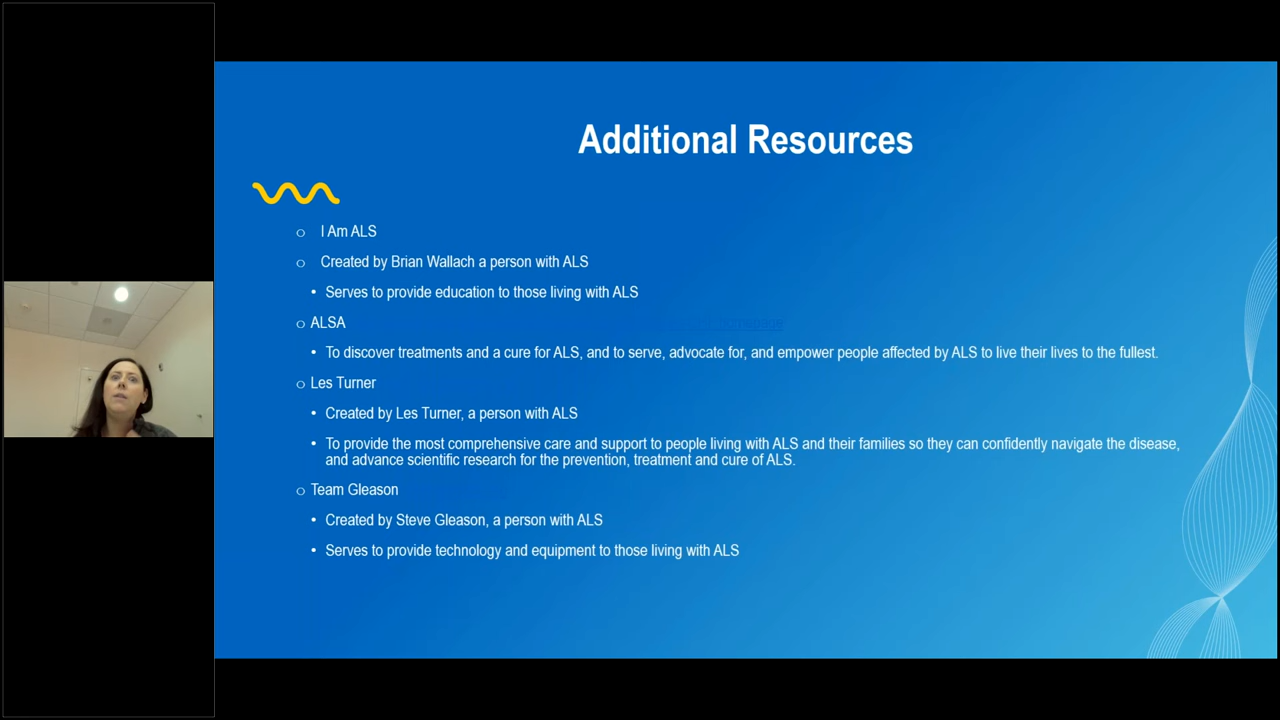 Additional Resources
I Am ALS
Created by Brian Wallach a person with ALS
Serves to provide education to those living with ALS
ALSA
To discover treatments and a cure for ALS, and to serve, advocate for, and empower people affected by ALS to live their lives to the fullest.
Les Turner
Created by Les Turner, a person with ALS
To provide the most comprehensive care and support to people living with ALS and their families so they can confidently navigate the disease,
and advance scientific research for the prevention, treatment and cure of ALS.
Team Gleason
Created by Steve Gleason, a person with ALS
Serves to provide technology and equipment to those living with ALS